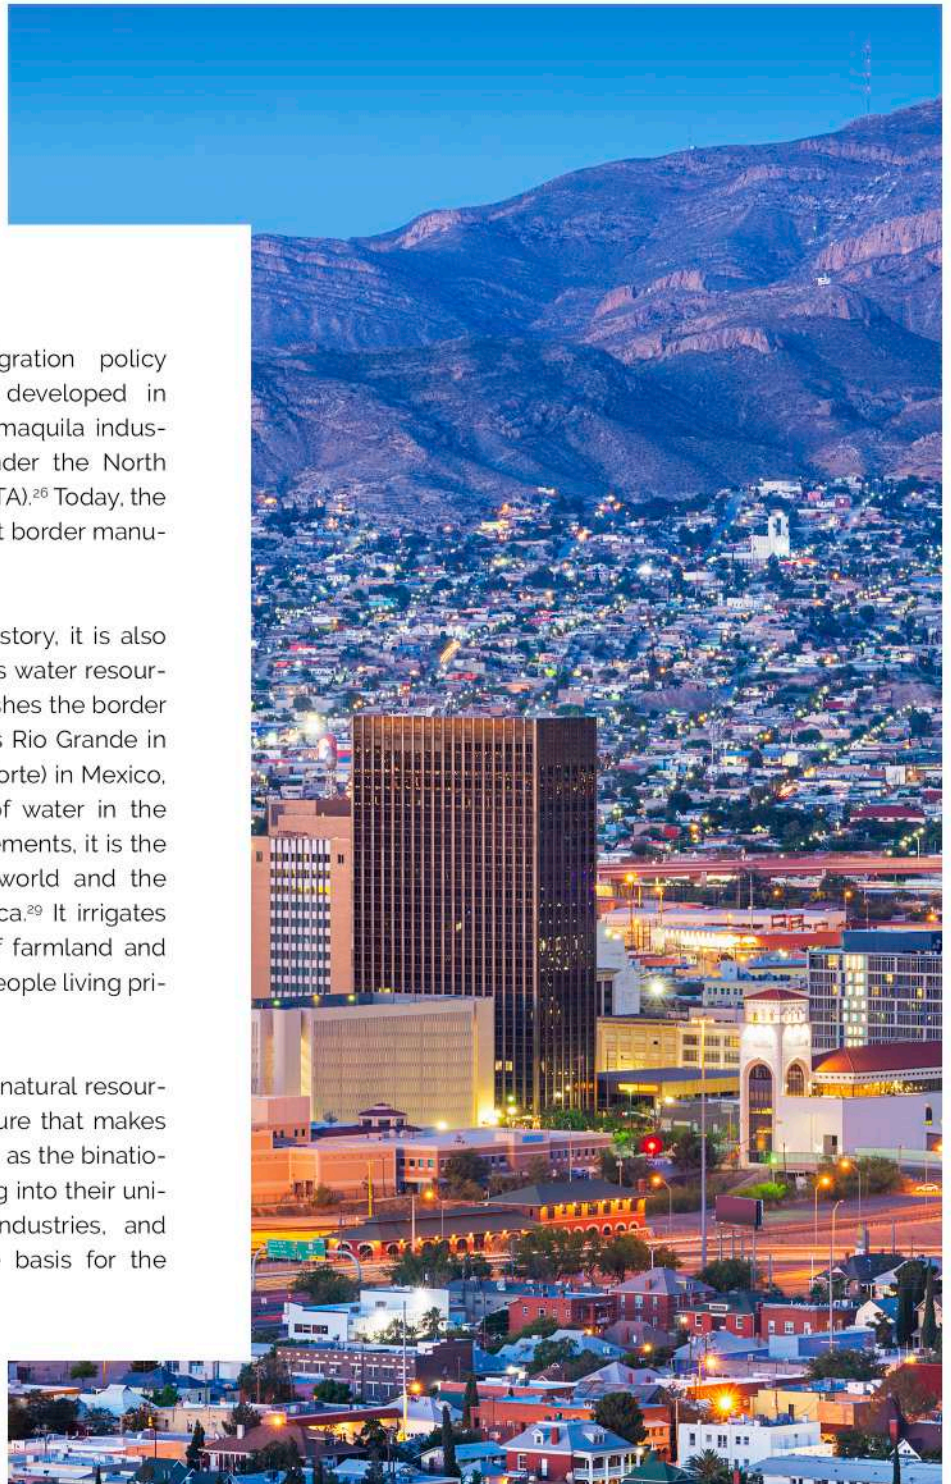 gration policy
developed in
maquila indus-
der the North
TA).²⁶ Today, the
t border manu-
story, it is also
s water resour-
shes the border
s Rio Grande in
orte) in Mexico,
of water in the
ements, it is the
world and the
ca.²⁹ It irrigates
f farmland and
eople living pri-
natural resour-
ure that makes
as the binatio-
g into their uni-
ndustries, and
basis for the